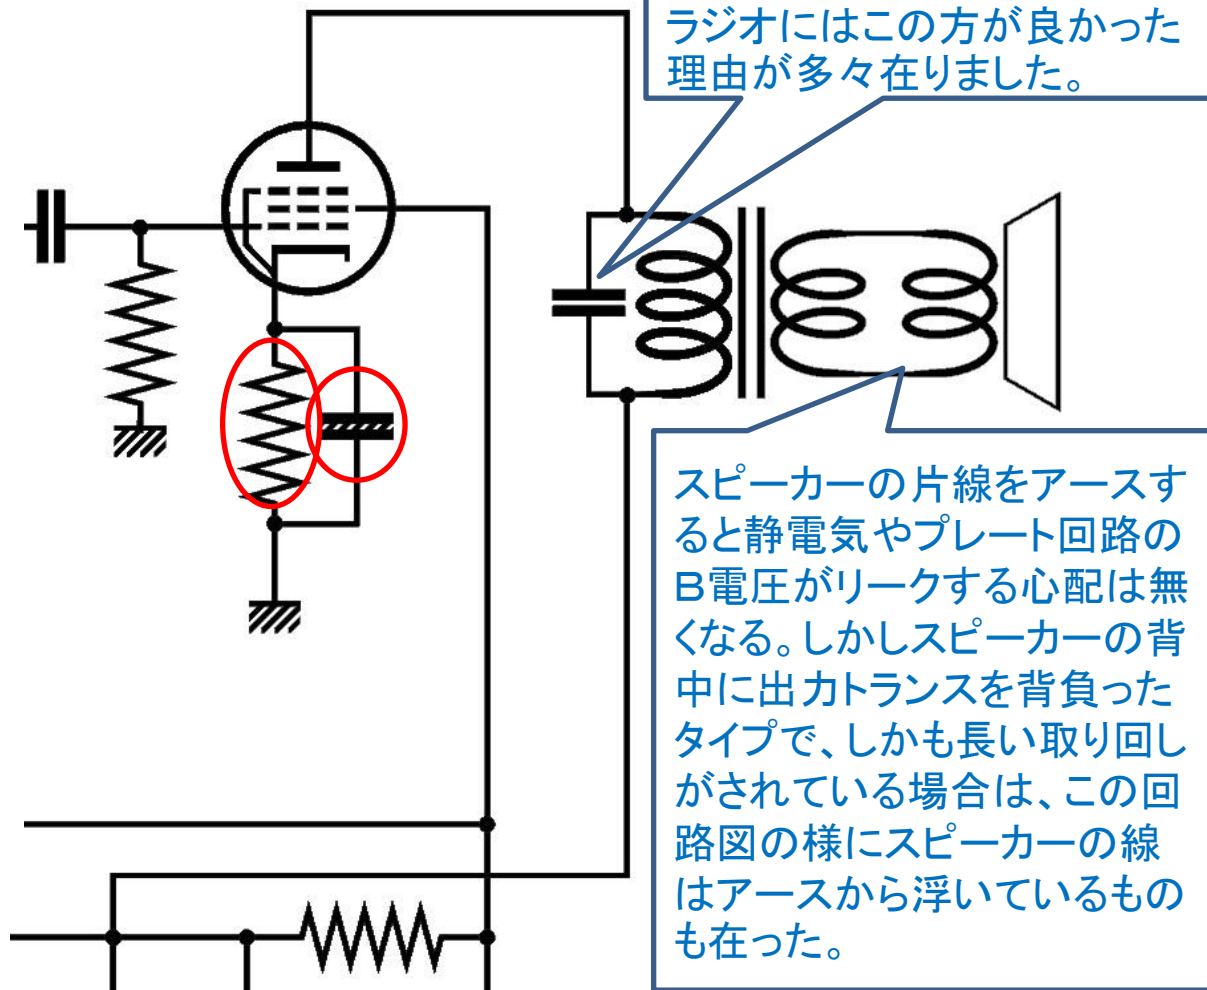 ラジオにはこの方が良かった
理由が多々在りました。
スピーカーの片線をアースす
ると静電気やプレート回路の
B電圧がリークする心配は無
くなる。しかしスピーカーの背
中に出力トランスを背負った
タイプで、しかも長い取り回し
がされている場合は、この回
路図の様にスピーカーの線
はアースから浮いているもの
も在った。